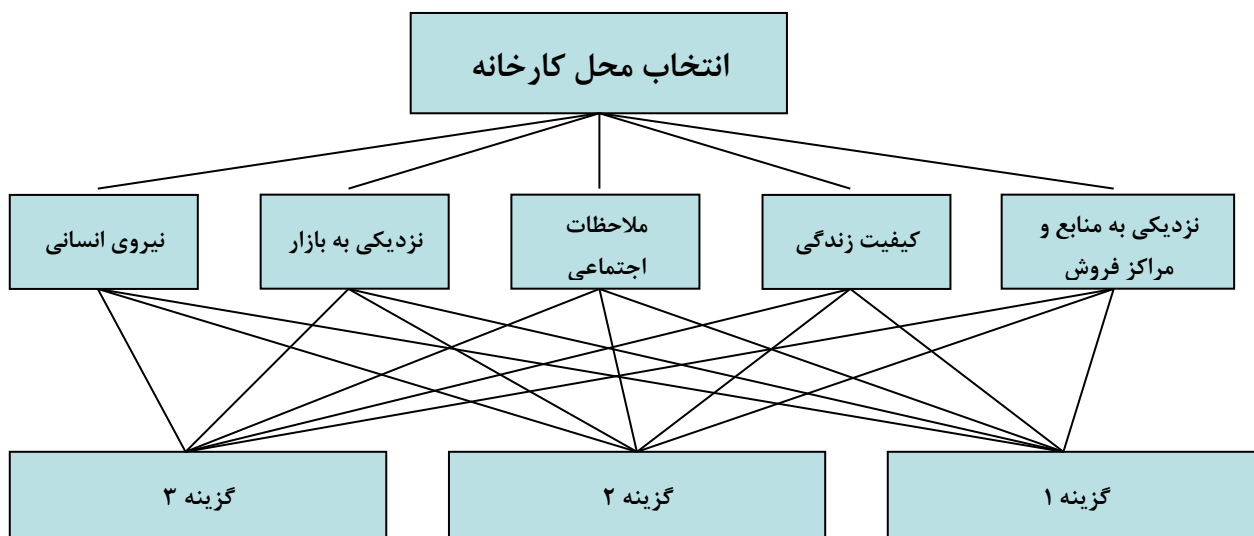 انتخاب محل کارخانه
نزدیکی به منابع و
مراکز فروش
کیفیت زندگی
ملاحظات
اجتماعی
نزدیکی به بازار
نیروی انسانی
گزینه ۱
گزینه ۲
گزینه ۳